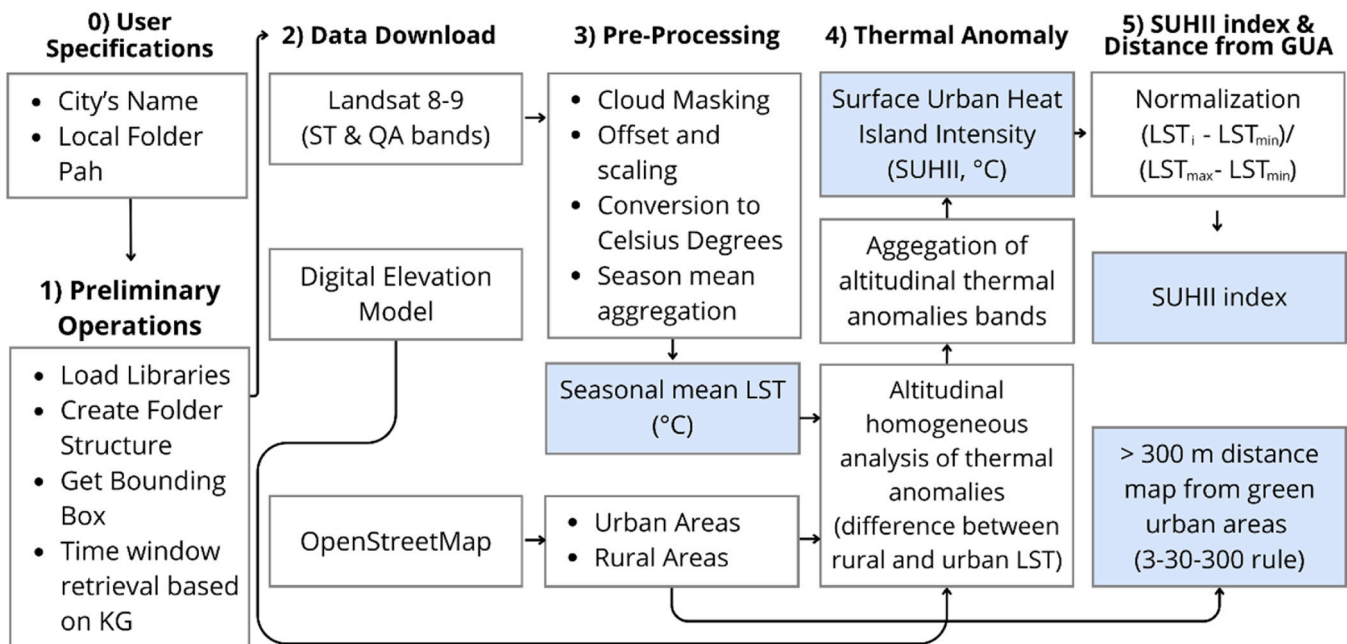 0) User
Specifications
• City's Name
• Local Folder
Pah
1) Preliminary
Operations
• Load Libraries
• Create Folder
Structure
• Get Bounding
Box
• Time window
retrieval based
on KG
2) Data Download
Landsat 8-9
(ST & QA bands)
Digital Elevation
Model
OpenStreetMap
3) Pre-Processing
• Cloud Masking
• Offset and
scaling
• Conversion to
Celsius Degrees
• Season mean
aggregation
Seasonal mean LST
(°C)
• Urban Areas
• Rural Areas
4) Thermal Anomaly
Surface Urban Heat
Island Intensity
(SUHII, °C)
Aggegation of
altitudinal thermal
anomalies bands
Altitudinal
homogeneous
analysis of thermal
anomalies
(difference between
rural and urban LST)
5) SUHII index &
Distance from GUA
Normalization
(LSTᵢ - LSTmin)/
(LSTmax- LSTmin)
SUHII index
> 300 m distance
map from green
urban areas
(3-30-300 rule)